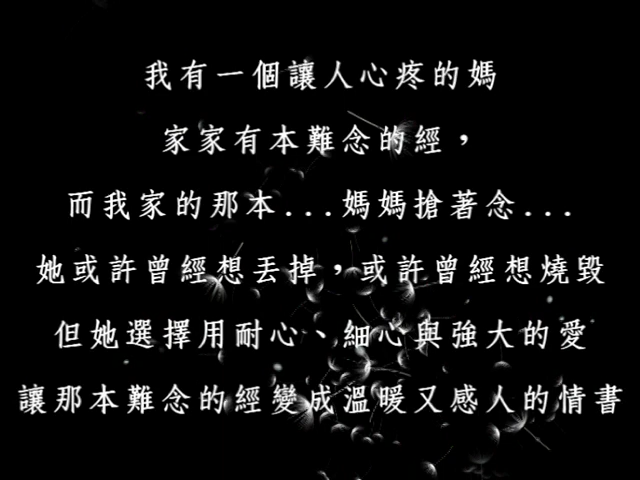 我有一個讓人心疼的媽
家家有本難念的經，
而我家的那本...媽媽搶著念...
她或許曾經想丟掉，或許曾經想燒毀
但她選擇用耐心、細心與強大的愛
讓那本難念的經變成溫暖又感人的情書